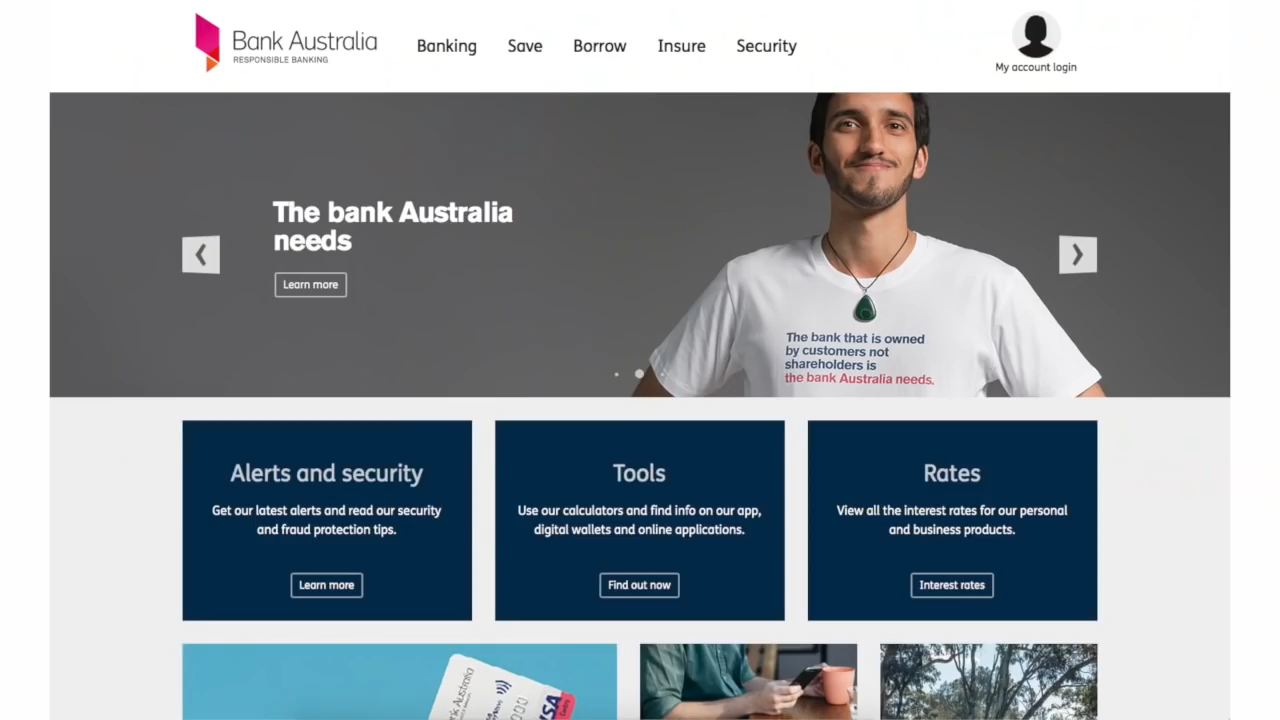 Bank Australia
RESPONSIBLE BANKING
Banking
Save
Borrow
Insure
Security
My account login
The bank Australia
needs
Learn more
The bank that is owned
by customers not
shareholders is
the bank Australia needs.
Alerts and security
Get our latest alerts and read our security
and fraud protection tips.
Learn more
Tools
Use our calculators and find info on our app,
digital wallets and online applications.
Find out now
Rates
View all the interest rates for our personal
and business products.
Interest rates
Australia
VISA